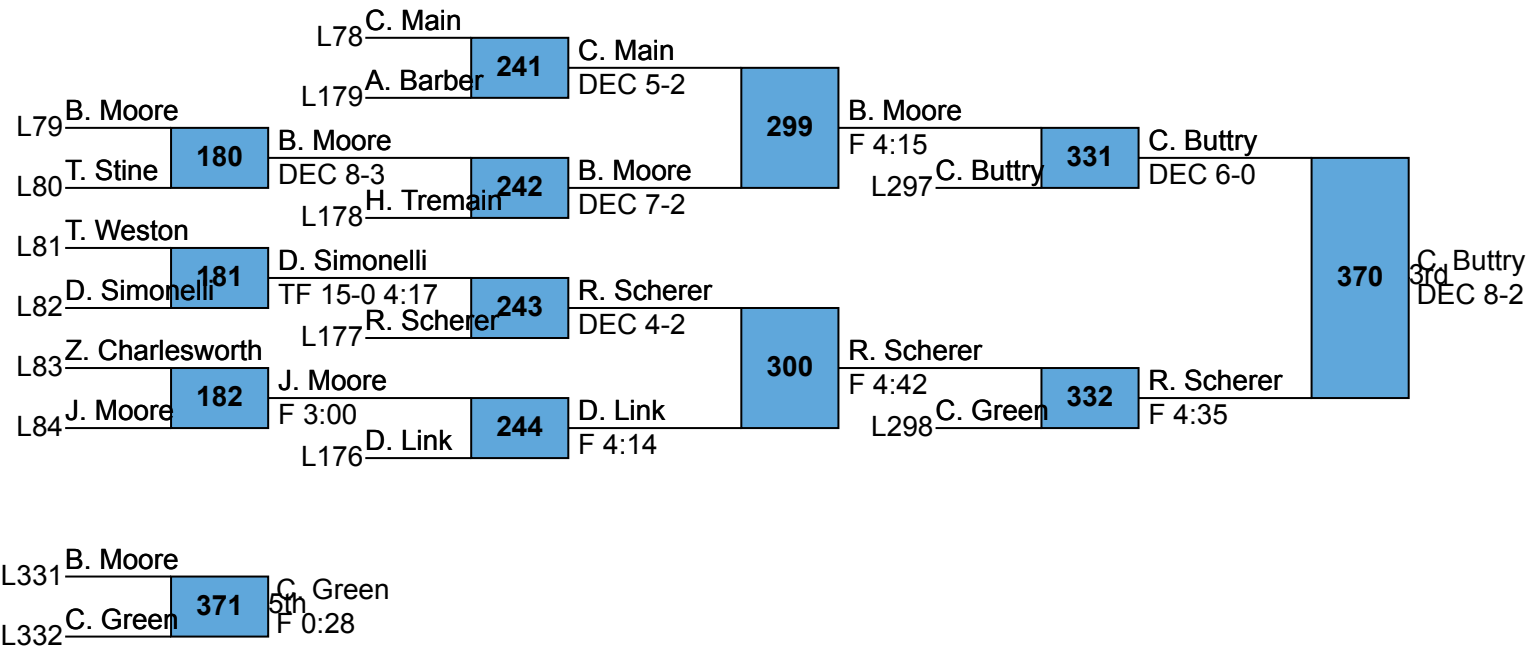 C. Main
L78
241
C. Main
DEC 5-2
A. Barber
L179
B. Moore
L79
180
B. Moore
DEC 8-3
T. Stine
L80
242
B. Moore
DEC 7-2
H. Tremain
L178
299
B. Moore
F 4:15
C. Buttry
L297
331
C. Buttry
DEC 6-0
T. Weston
L81
181
D. Simonelli
TF 15-0 4:17
D. Simonelli
L82
243
R. Scherer
DEC 4-2
R. Scherer
L177
Z. Charlesworth
L83
182
J. Moore
F 3:00
J. Moore
L84
244
D. Link
F 4:14
D. Link
L176
300
R. Scherer
F 4:42
C. Green
L298
332
R. Scherer
F 4:35
370
3rd
C. Buttry
DEC 8-2
B. Moore
L331
371
5th
C. Green
F 0:28
C. Green
L332